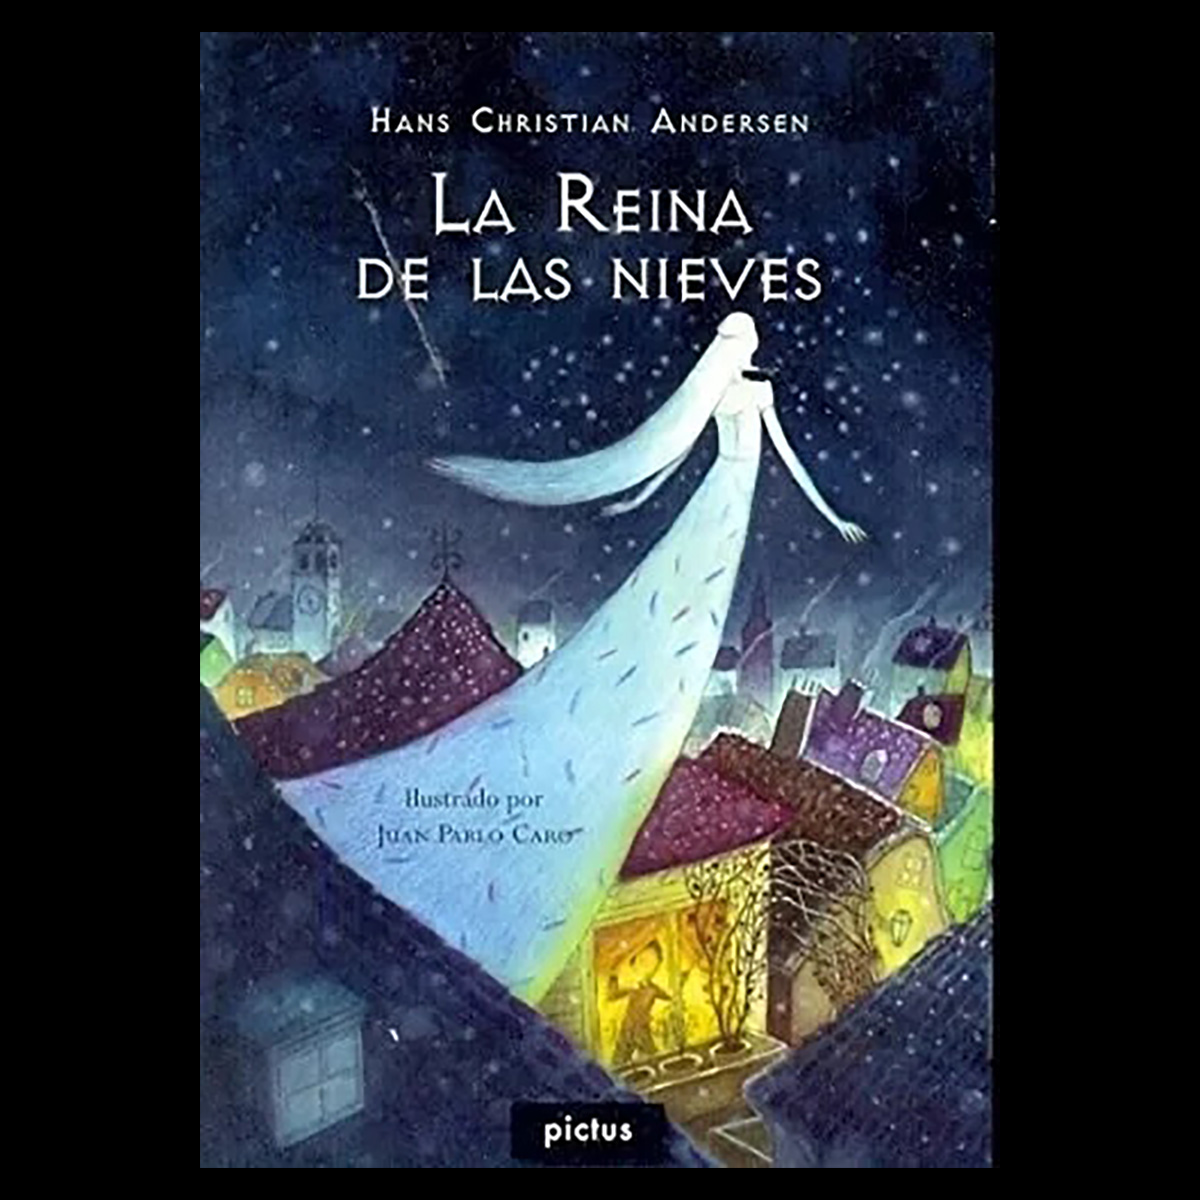 Hans Christian Andersen
La Reina
de las nieves
Ilustrado por
Juan Pablo Caro
pictus